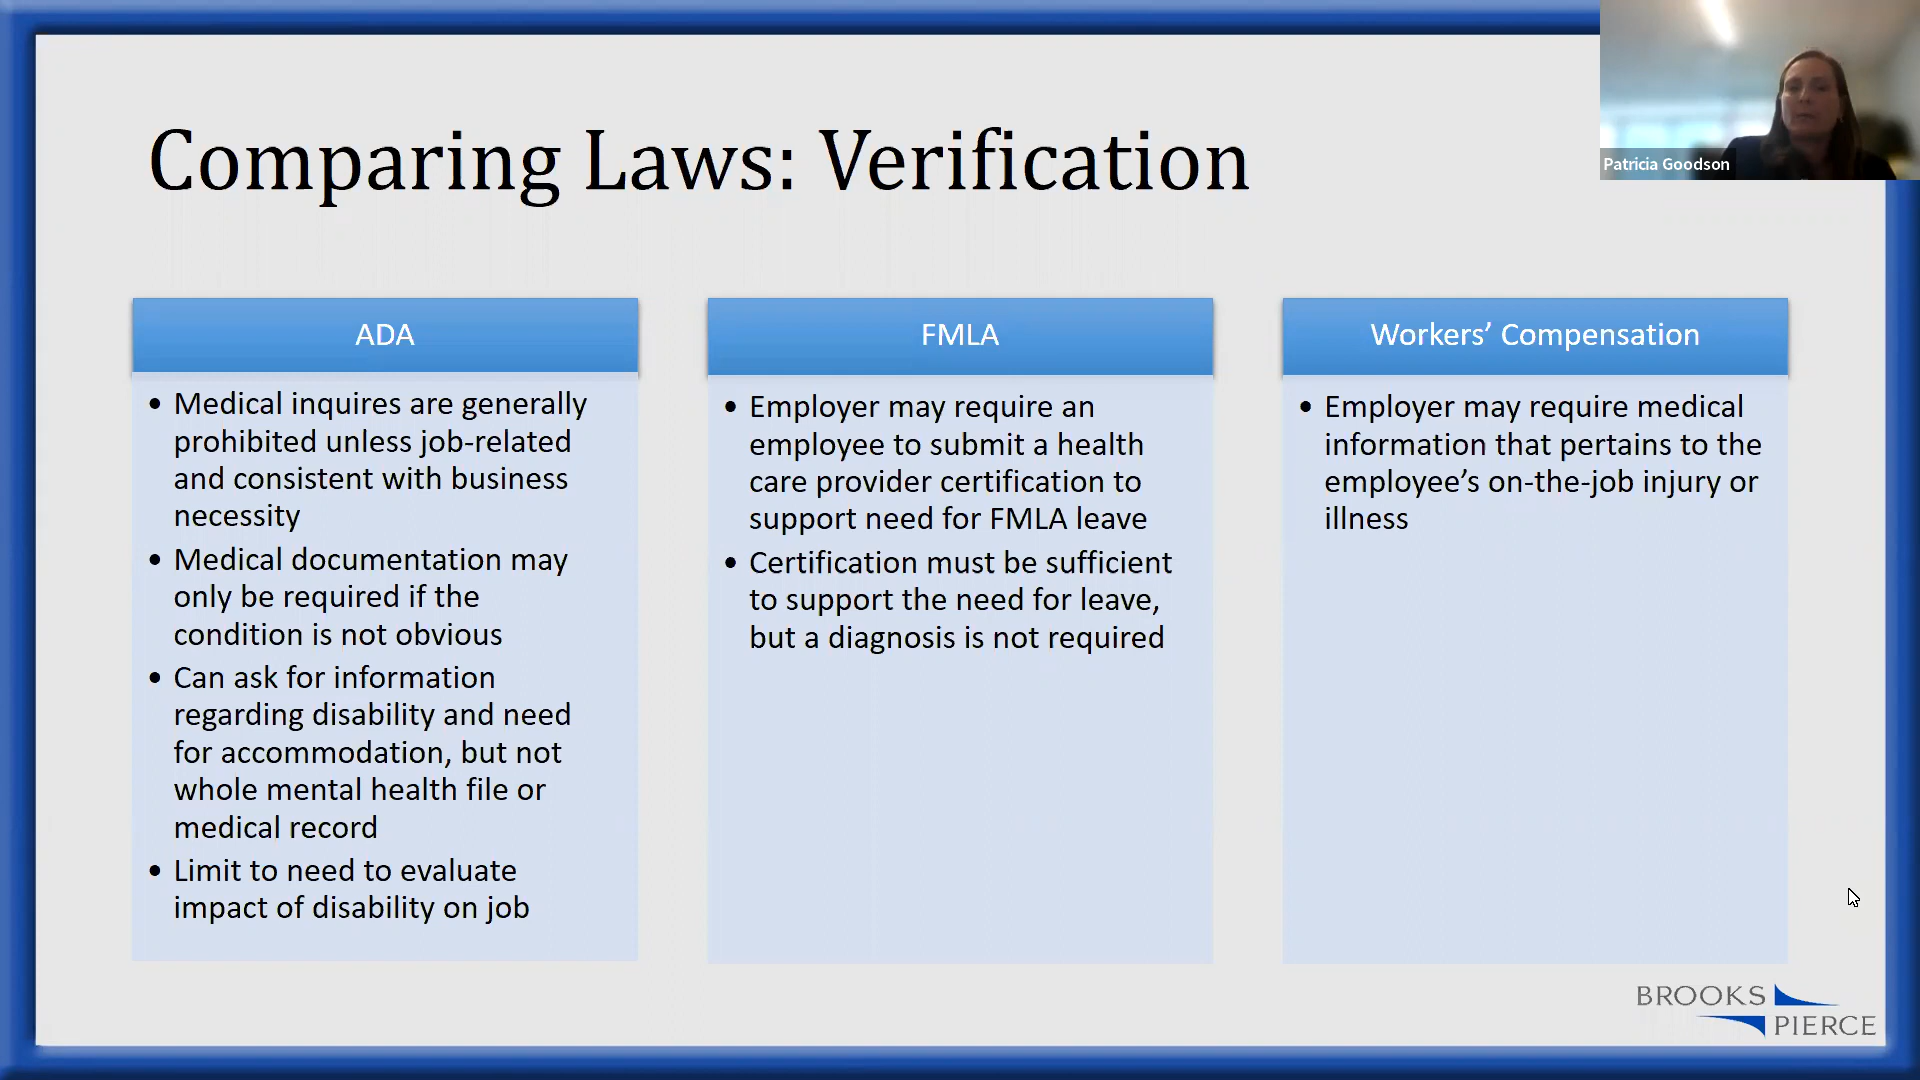 Comparing Laws: Verification
Patricia Goodson
ADA
• Medical inquires are generally
prohibited unless job-related
and consistent with business
necessity
• Medical documentation may
only be required if the
condition is not obvious
• Can ask for information
regarding disability and need
for accommodation, but not
whole mental health file or
medical record
• Limit to need to evaluate
impact of disability on job
FMLA
• Employer may require an
employee to submit a health
care provider certification to
support need for FMLA leave
• Certification must be sufficient
to support the need for leave,
but a diagnosis is not required
Workers’ Compensation
• Employer may require medical
information that pertains to the
employee’s on-the-job injury or
illness
BROOKS
PIERCE